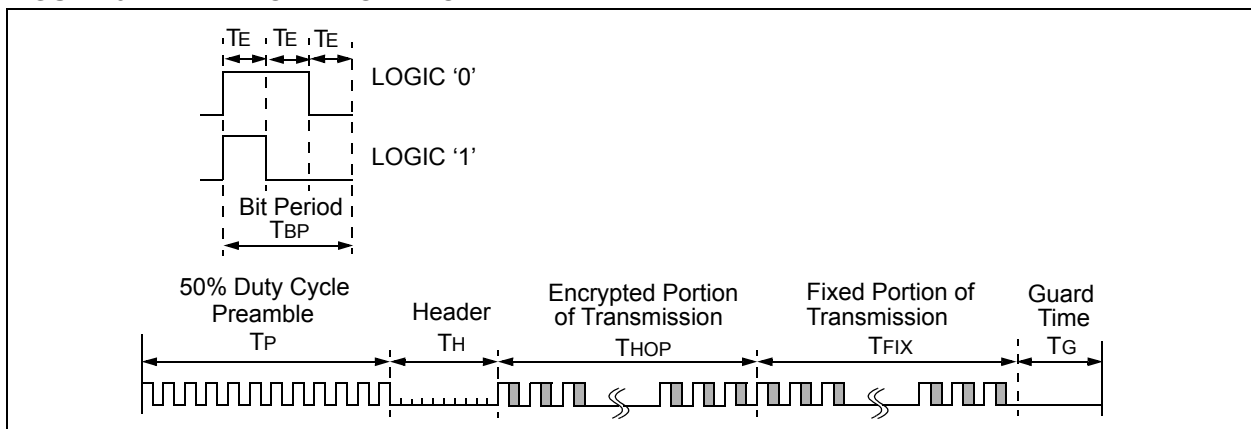 TE TE TE
LOGIC ‘0’
LOGIC ‘1’
Bit Period
TBP
50% Duty Cycle
Preamble
TP
Header
TH
Encrypted Portion
of Transmission
THOP
Fixed Portion of
Transmission
TFIX
Guard
Time
TG